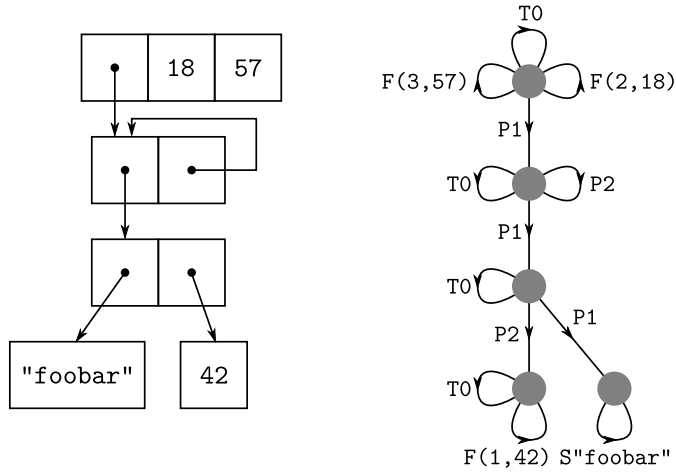 18 57
"foobar" 42
T0
F(3,57) F(2,18)
P1
T0 P2
P1
T0
P2 P1
T0
F(1,42) S"foobar"